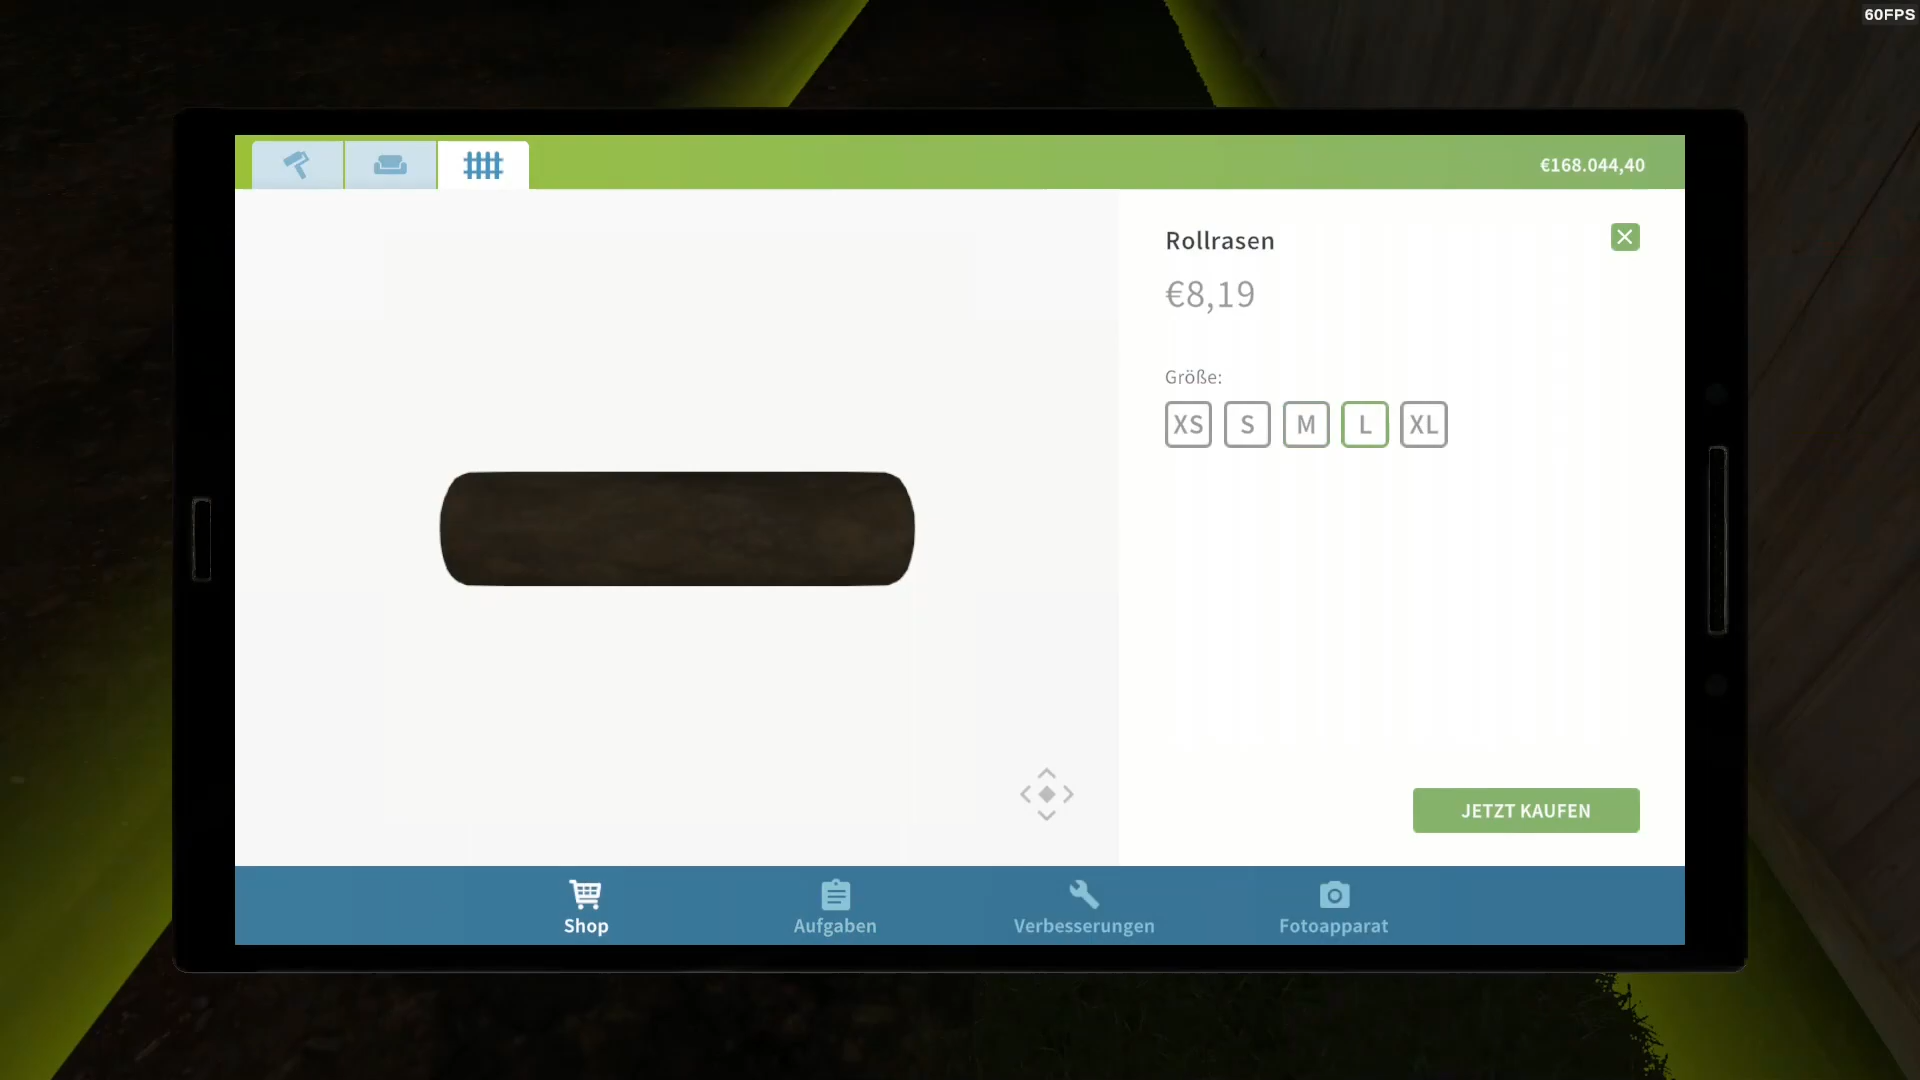 60FPS
€168.044,40
Rollrasen
€8,19
Größe:
XS S M L XL
JETZT KAUFEN
Shop Aufgaben Verbesserungen Fotoapparat